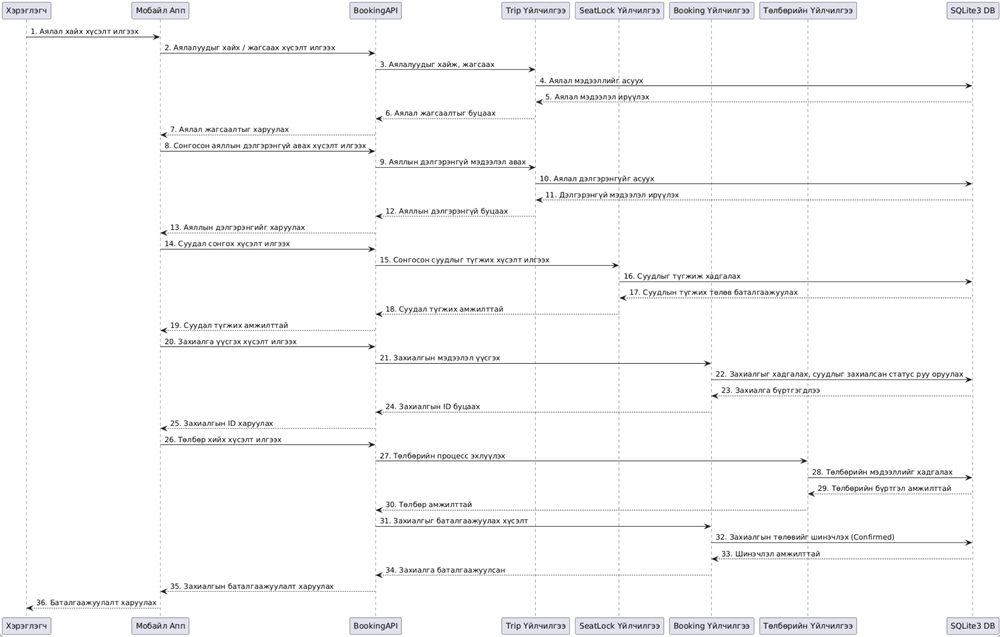 Хэрэглэгч
Мобайл Апп
BookingAPI
Trip Үйлчилгээ
SeatLock Үйлчилгээ
Booking Үйлчилгээ
Төлбөрийн Үйлчилгээ
SQLite3 DB
1. Аялал хайх хүсэлт илгээх
2. Аялалуудыг хайх / жагсаах хүсэлт илгээх
3. Аялалуудыг хайж, жагсаах
4. Аялал мэдээллийг асуух
5. Аялал мэдээлэл ирүүлэх
6. Аялал жагсаалтыг буцаах
7. Аялал жагсаалтыг харуулах
8. Сонгосон аяллын дэлгэрэнгүй авах хүсэлт илгээх
9. Аяллын дэлгэрэнгүй мэдээлэл авах
10. Аялал дэлгэрэнгүйг асуух
11. Дэлгэрэнгүй мэдээлэл ирүүлэх
12. Аяллын дэлгэрэнгүй буцаах
13. Аяллын дэлгэрэнгийг харуулах
14. Суудал сонгох хүсэлт илгээх
15. Сонгосон суудлыг түгжих хүсэлт илгээх
16. Суудлыг түгжиж хадгалах
17. Суудлын түгжих төлөв баталгаажуулах
18. Суудал түгжих амжилттай
19. Суудал түгжих амжилттай
20. Захиалга үүсгэх хүсэлт илгээх
21. Захиалгын мэдээлэл үүсгэх
22. Захиалгыг хадгалах, суудлыг захиалсан статус руу оруулах
23. Захиалга бүртгэгдлээ
24. Захиалгын ID буцаах
25. Захиалгын ID харуулах
26. Төлбөр хийх хүсэлт илгээх
27. Төлбөрийн процесс эхлүүлэх
28. Төлбөрийн мэдээллийг хадгалах
29. Төлбөрийн бүртгэл амжилттай
30. Төлбөр амжилттай
31. Захиалгыг баталгаажуулах хүсэлт
32. Захиалгын төлөвийг шинэчлэх (Confirmed)
33. Шинэчлэл амжилттай
34. Захиалга баталгаажуулсан
35. Захиалгын баталгаажуулалт харуулах
36. Баталгаажуулалт харуулах
Хэрэглэгч
Мобайл Апп
BookingAPI
Trip Үйлчилгээ
SeatLock Үйлчилгээ
Booking Үйлчилгээ
Төлбөрийн Үйлчилгээ
SQLite3 DB